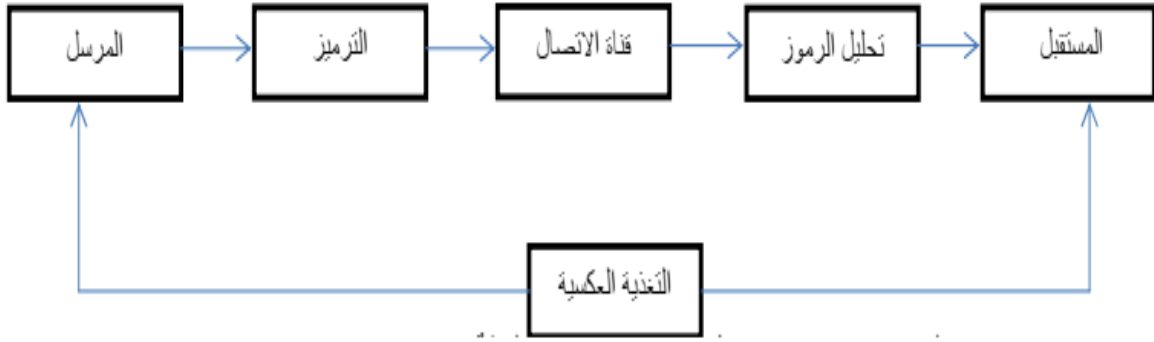 المرسل
الترميز
قناة الاتصال
تحليل الرموز
المستقبل
التغذية العكسية